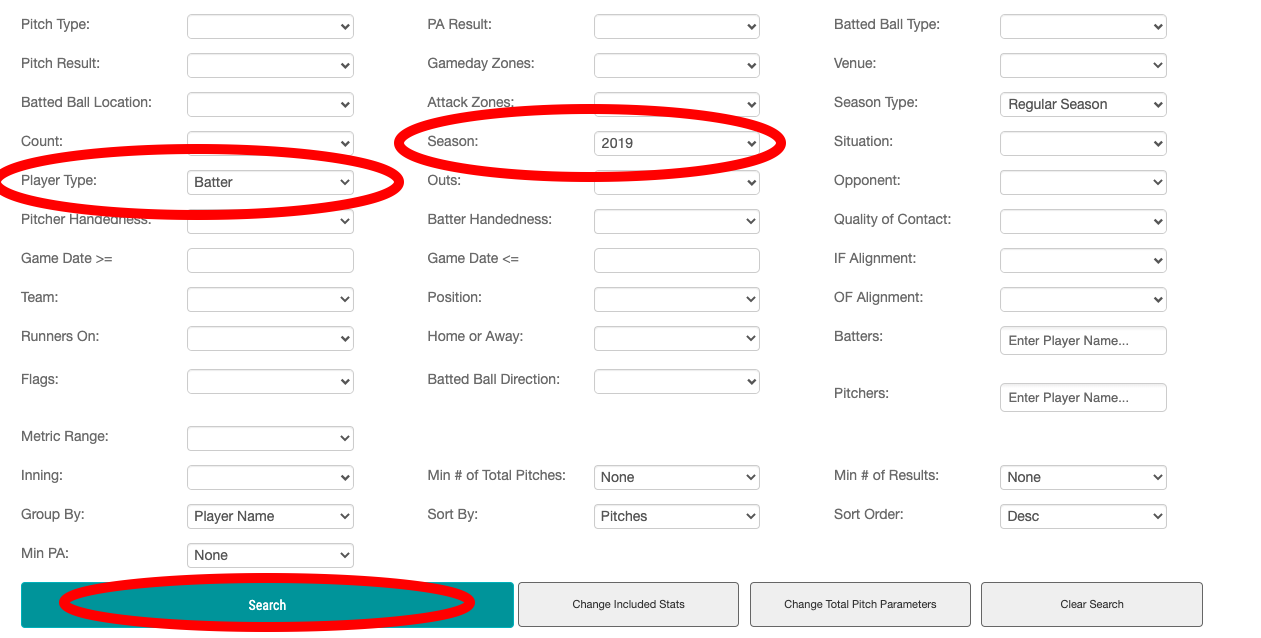 Pitch Type: PA Result: Batted Ball Type:
Pitch Result: Gameday Zones: Venue:
Batted Ball Location: Attack Zones: Season Type: Regular Season
Count: Season: 2019 Situation:
Player Type: Batter Outs: Opponent:
Pitcher Handedness: Batter Handedness: Quality of Contact:
Game Date >= Game Date <= IF Alignment:
Team: Position: OF Alignment:
Runners On: Home or Away: Batters: Enter Player Name...
Flags: Batted Ball Direction:
Pitchers: Enter Player Name...
Metric Range:
Inning: Min # of Total Pitches: None Min # of Results: None
Group By: Player Name Sort By: Pitches Sort Order: Desc
Min PA: None
Search Change Included Stats Change Total Pitch Parameters Clear Search